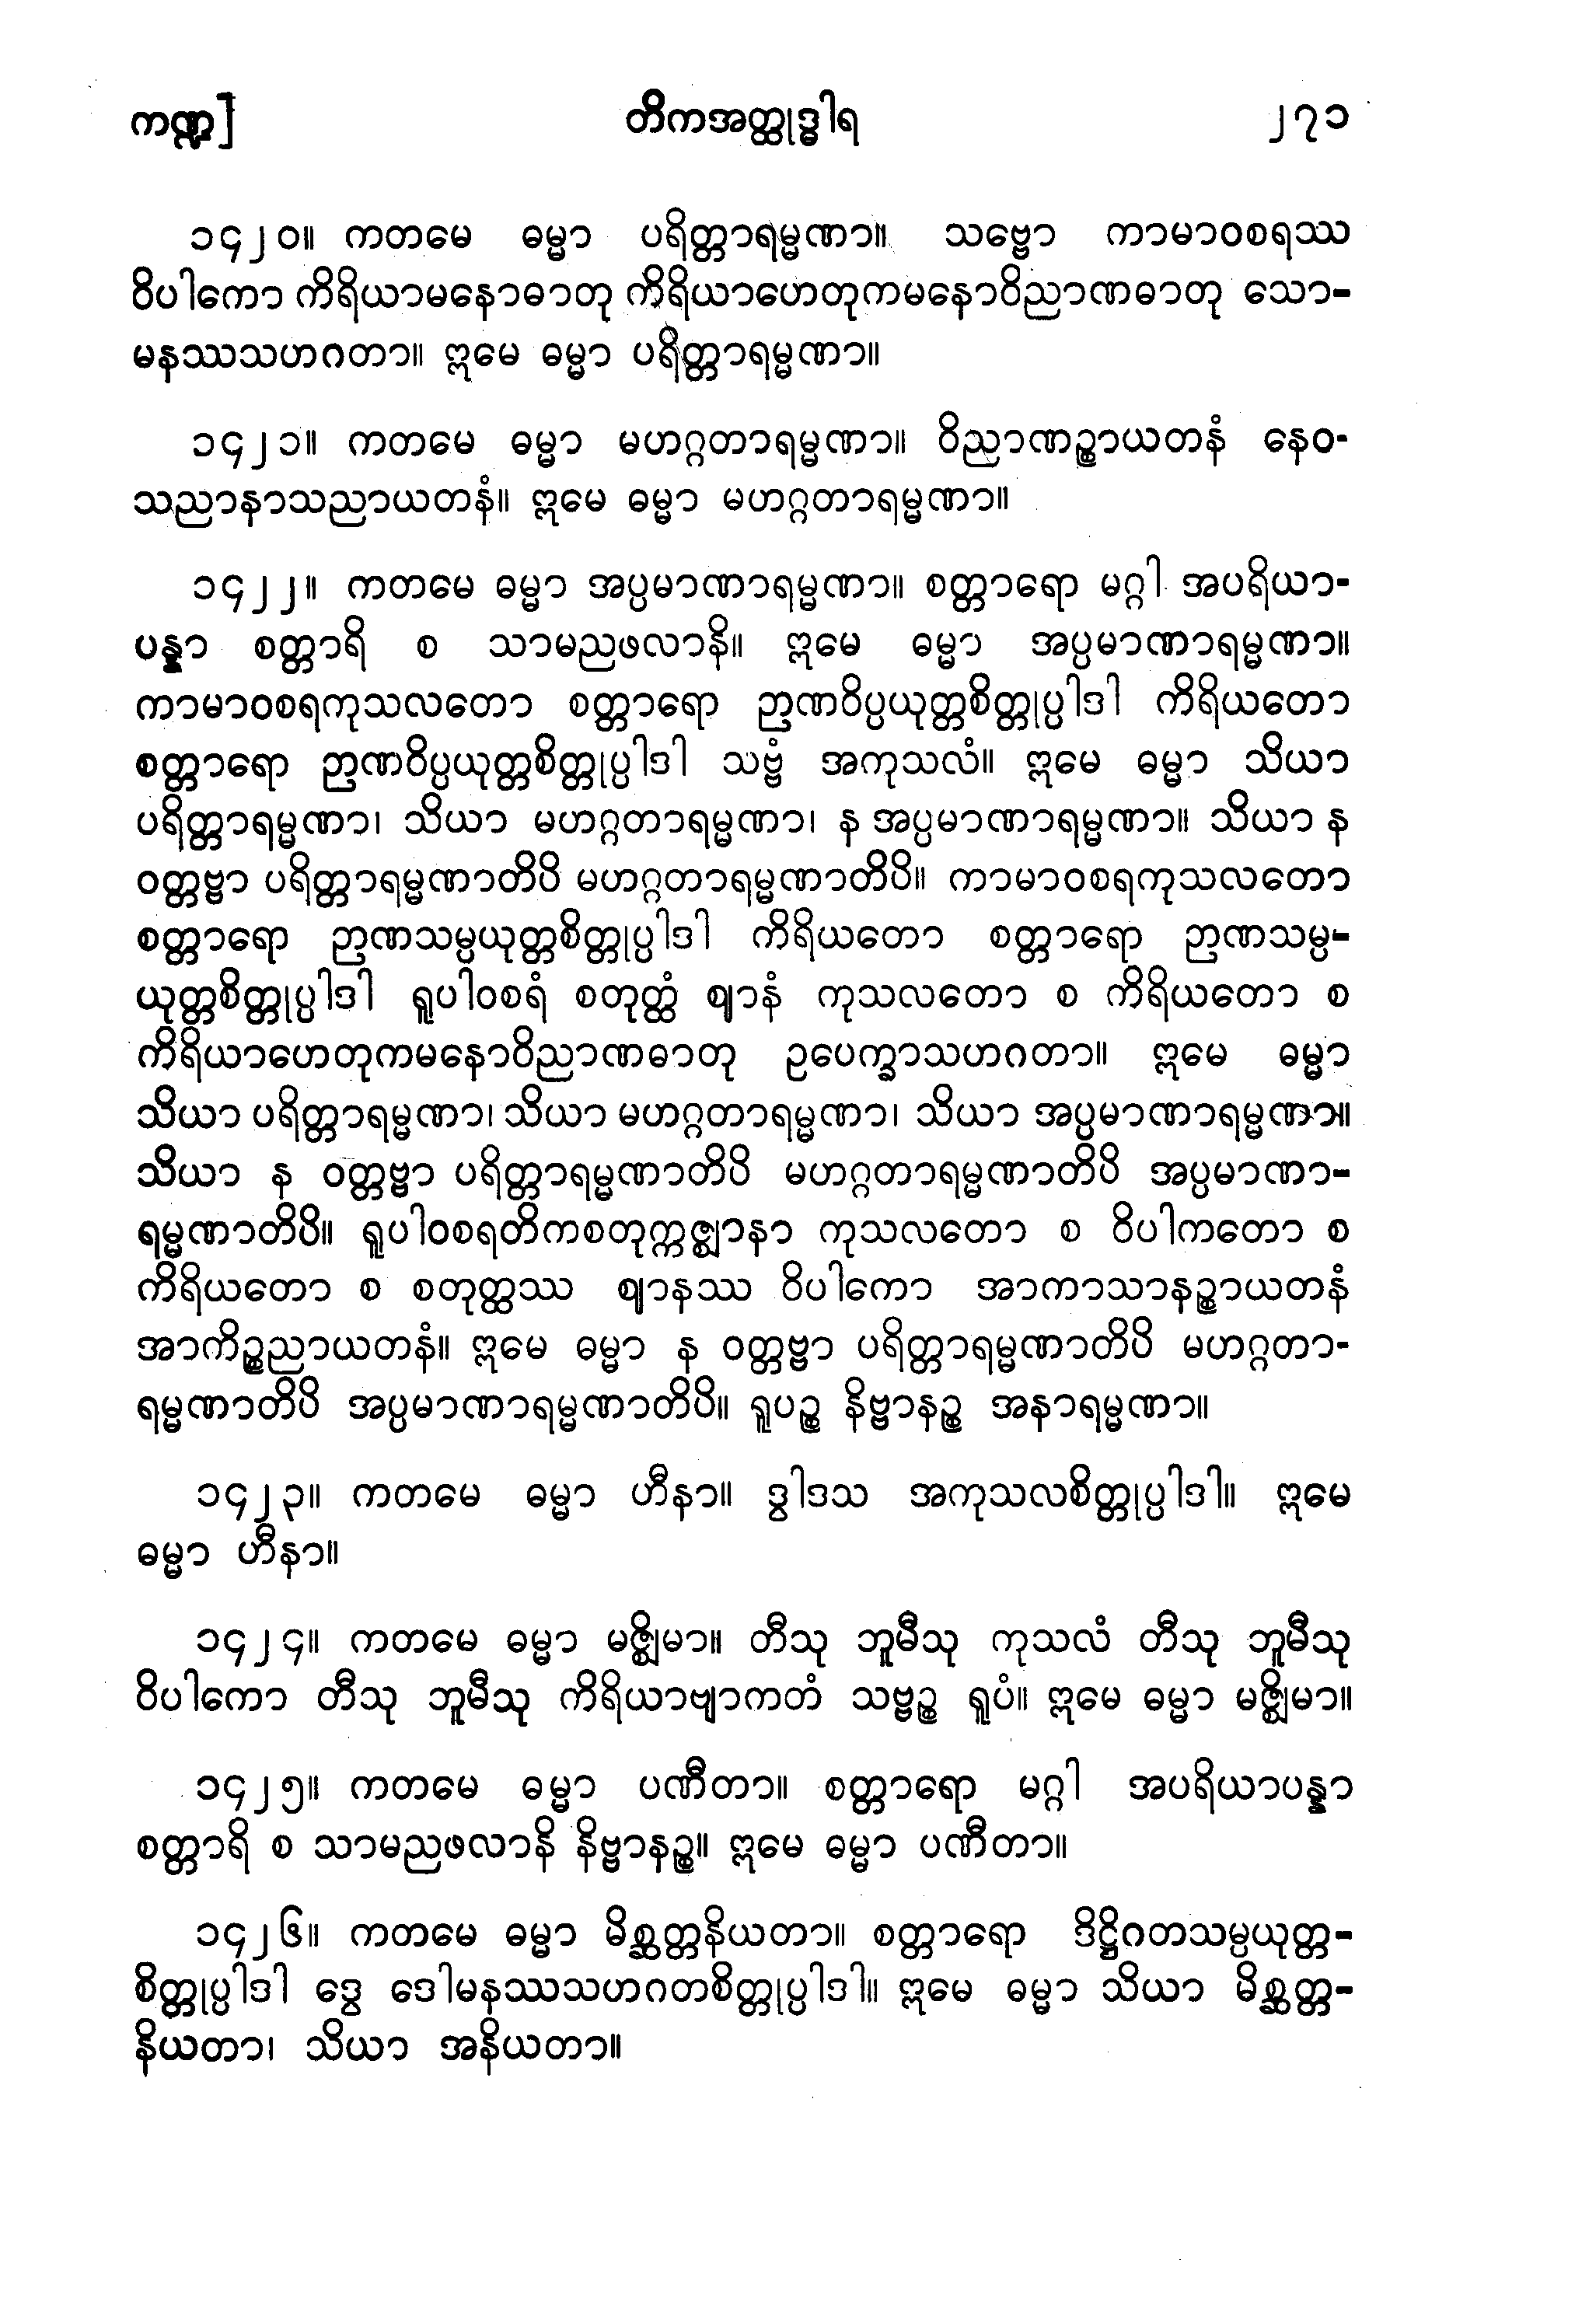 ကဏ္ဍ] တိကအတ္ထုဒ္ဓါရ ၂၇၁
၁၄၂၀။ ကတမေ ဓမ္မာ ပရိတ္တာရမ္မဏာ။ သဗ္ဗော ကာမာဝစရဿ
ဝိပါကော ကိရိယာမနောဓာတု ကိရိယာဟေတုကမနောဝိညာဏဓာတု သော-
မနဿသဟဂတာ။ ဣမေ ဓမ္မာ ပရိတ္တာရမ္မဏာ။
၁၄၂၁။ ကတမေ ဓမ္မာ မဟဂ္ဂတာရမ္မဏာ။ ဝိညာဏဉ္စာယတနံ နေဝ-
သညာနာသညာယတနံ။ ဣမေ ဓမ္မာ မဟဂ္ဂတာရမ္မဏာ။
၁၄၂၂။ ကတမေ ဓမ္မာ အပ္ပမာဏာရမ္မဏာ။ စတ္တာရော မဂ္ဂါ အပရိယာ-
ပန္နာ စတ္တာရိ စ သာမညဖလာနိ။ ဣမေ ဓမ္မာ အပ္ပမာဏာရမ္မဏာ။
ကာမာဝစရကုသလတော စတ္တာရော ဉာဏဝိပ္ပယုတ္တစိတ္တုပ္ပါဒါ ကိရိယတော
စတ္တာရော ဉာဏဝိပ္ပယုတ္တစိတ္တုပ္ပါဒါ သဗ္ဗံ အကုသလံ။ ဣမေ ဓမ္မာ သိယာ
ပရိတ္တာရမ္မဏာ၊ သိယာ မဟဂ္ဂတာရမ္မဏာ၊ န အပ္ပမာဏာရမ္မဏာ။ သိယာ န
ဝတ္တဗ္ဗာ ပရိတ္တာရမ္မဏာတိပိ မဟဂ္ဂတာရမ္မဏာတိပိ။ ကာမာဝစရကုသလတော
စတ္တာရော ဉာဏသမ္ပယုတ္တစိတ္တုပ္ပါဒါ ကိရိယတော စတ္တာရော ဉာဏသမ္ပ-
ယုတ္တစိတ္တုပ္ပါဒါ ရူပါဝစရံ စတုတ္ထံ ဈာနံ ကုသလတော စ ကိရိယတော စ
ကိရိယာဟေတုကမနောဝိညာဏဓာတု ဥပေက္ခာသဟဂတာ။ ဣမေ ဓမ္မာ
သိယာ ပရိတ္တာရမ္မဏာ၊ သိယာ မဟဂ္ဂတာရမ္မဏာ၊ သိယာ အပ္ပမာဏာရမ္မဏာ။
သိယာ န ဝတ္တဗ္ဗာ ပရိတ္တာရမ္မဏာတိပိ မဟဂ္ဂတာရမ္မဏာတိပိ အပ္ပမာဏာ-
ရမ္မဏာတိပိ။ ရူပါဝစရတိကစတုက္ကဇ္ဈာနာ ကုသလတော စ ဝိပါကတော စ
ကိရိယတော စ စတုတ္ထဿ ဈာနဿ ဝိပါကော အာကာသာနဉ္စာယတနံ
အာကိဉ္စညာယတနံ။ ဣမေ ဓမ္မာ န ဝတ္တဗ္ဗာ ပရိတ္တာရမ္မဏာတိပိ မဟဂ္ဂတာ-
ရမ္မဏာတိပိ အပ္ပမာဏာရမ္မဏာတိပိ။ ရူပဉ္စ နိဗ္ဗာနဉ္စ အနာရမ္မဏာ။
၁၄၂၃။ ကတမေ ဓမ္မာ ဟီနာ။ ဒွါဒသ အကုသလစိတ္တုပ္ပါဒါ။ ဣမေ
ဓမ္မာ ဟီနာ။
၁၄၂၄။ ကတမေ ဓမ္မာ မဇ္ဈိမာ။ တီသု ဘူမီသု ကုသလံ တီသု ဘူမီသု
ဝိပါကော တီသု ဘူမီသု ကိရိယာဗျာကတံ သဗ္ဗဉ္စ ရူပံ။ ဣမေ ဓမ္မာ မဇ္ဈိမာ။
၁၄၂၅။ ကတမေ ဓမ္မာ ပဏီတာ။ စတ္တာရော မဂ္ဂါ အပရိယာပန္နာ
စတ္တာရိ စ သာမညဖလာနိ နိဗ္ဗာနဉ္စ။ ဣမေ ဓမ္မာ ပဏီတာ။
၁၄၂၆။ ကတမေ ဓမ္မာ မိစ္ဆတ္တနိယတာ။ စတ္တာရော ဒိဋ္ဌိဂတသမ္ပယုတ္တ-
စိတ္တုပ္ပါဒါ ဒွေ ဒေါမနဿသဟဂတစိတ္တုပ္ပါဒါ။ ဣမေ ဓမ္မာ သိယာ မိစ္ဆတ္တ-
နိယတာ၊ သိယာ အနိယတာ။